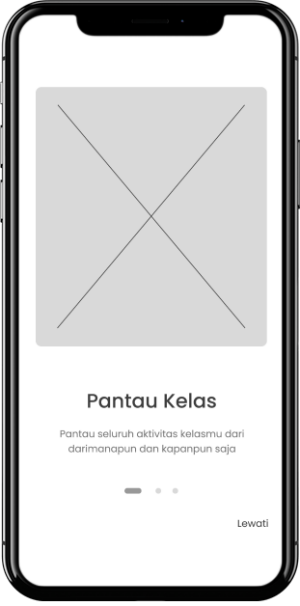 Pantau Kelas
Pantau seluruh aktivitas kelasmu dari
darimanapun dan kapanpun saja
Lewati